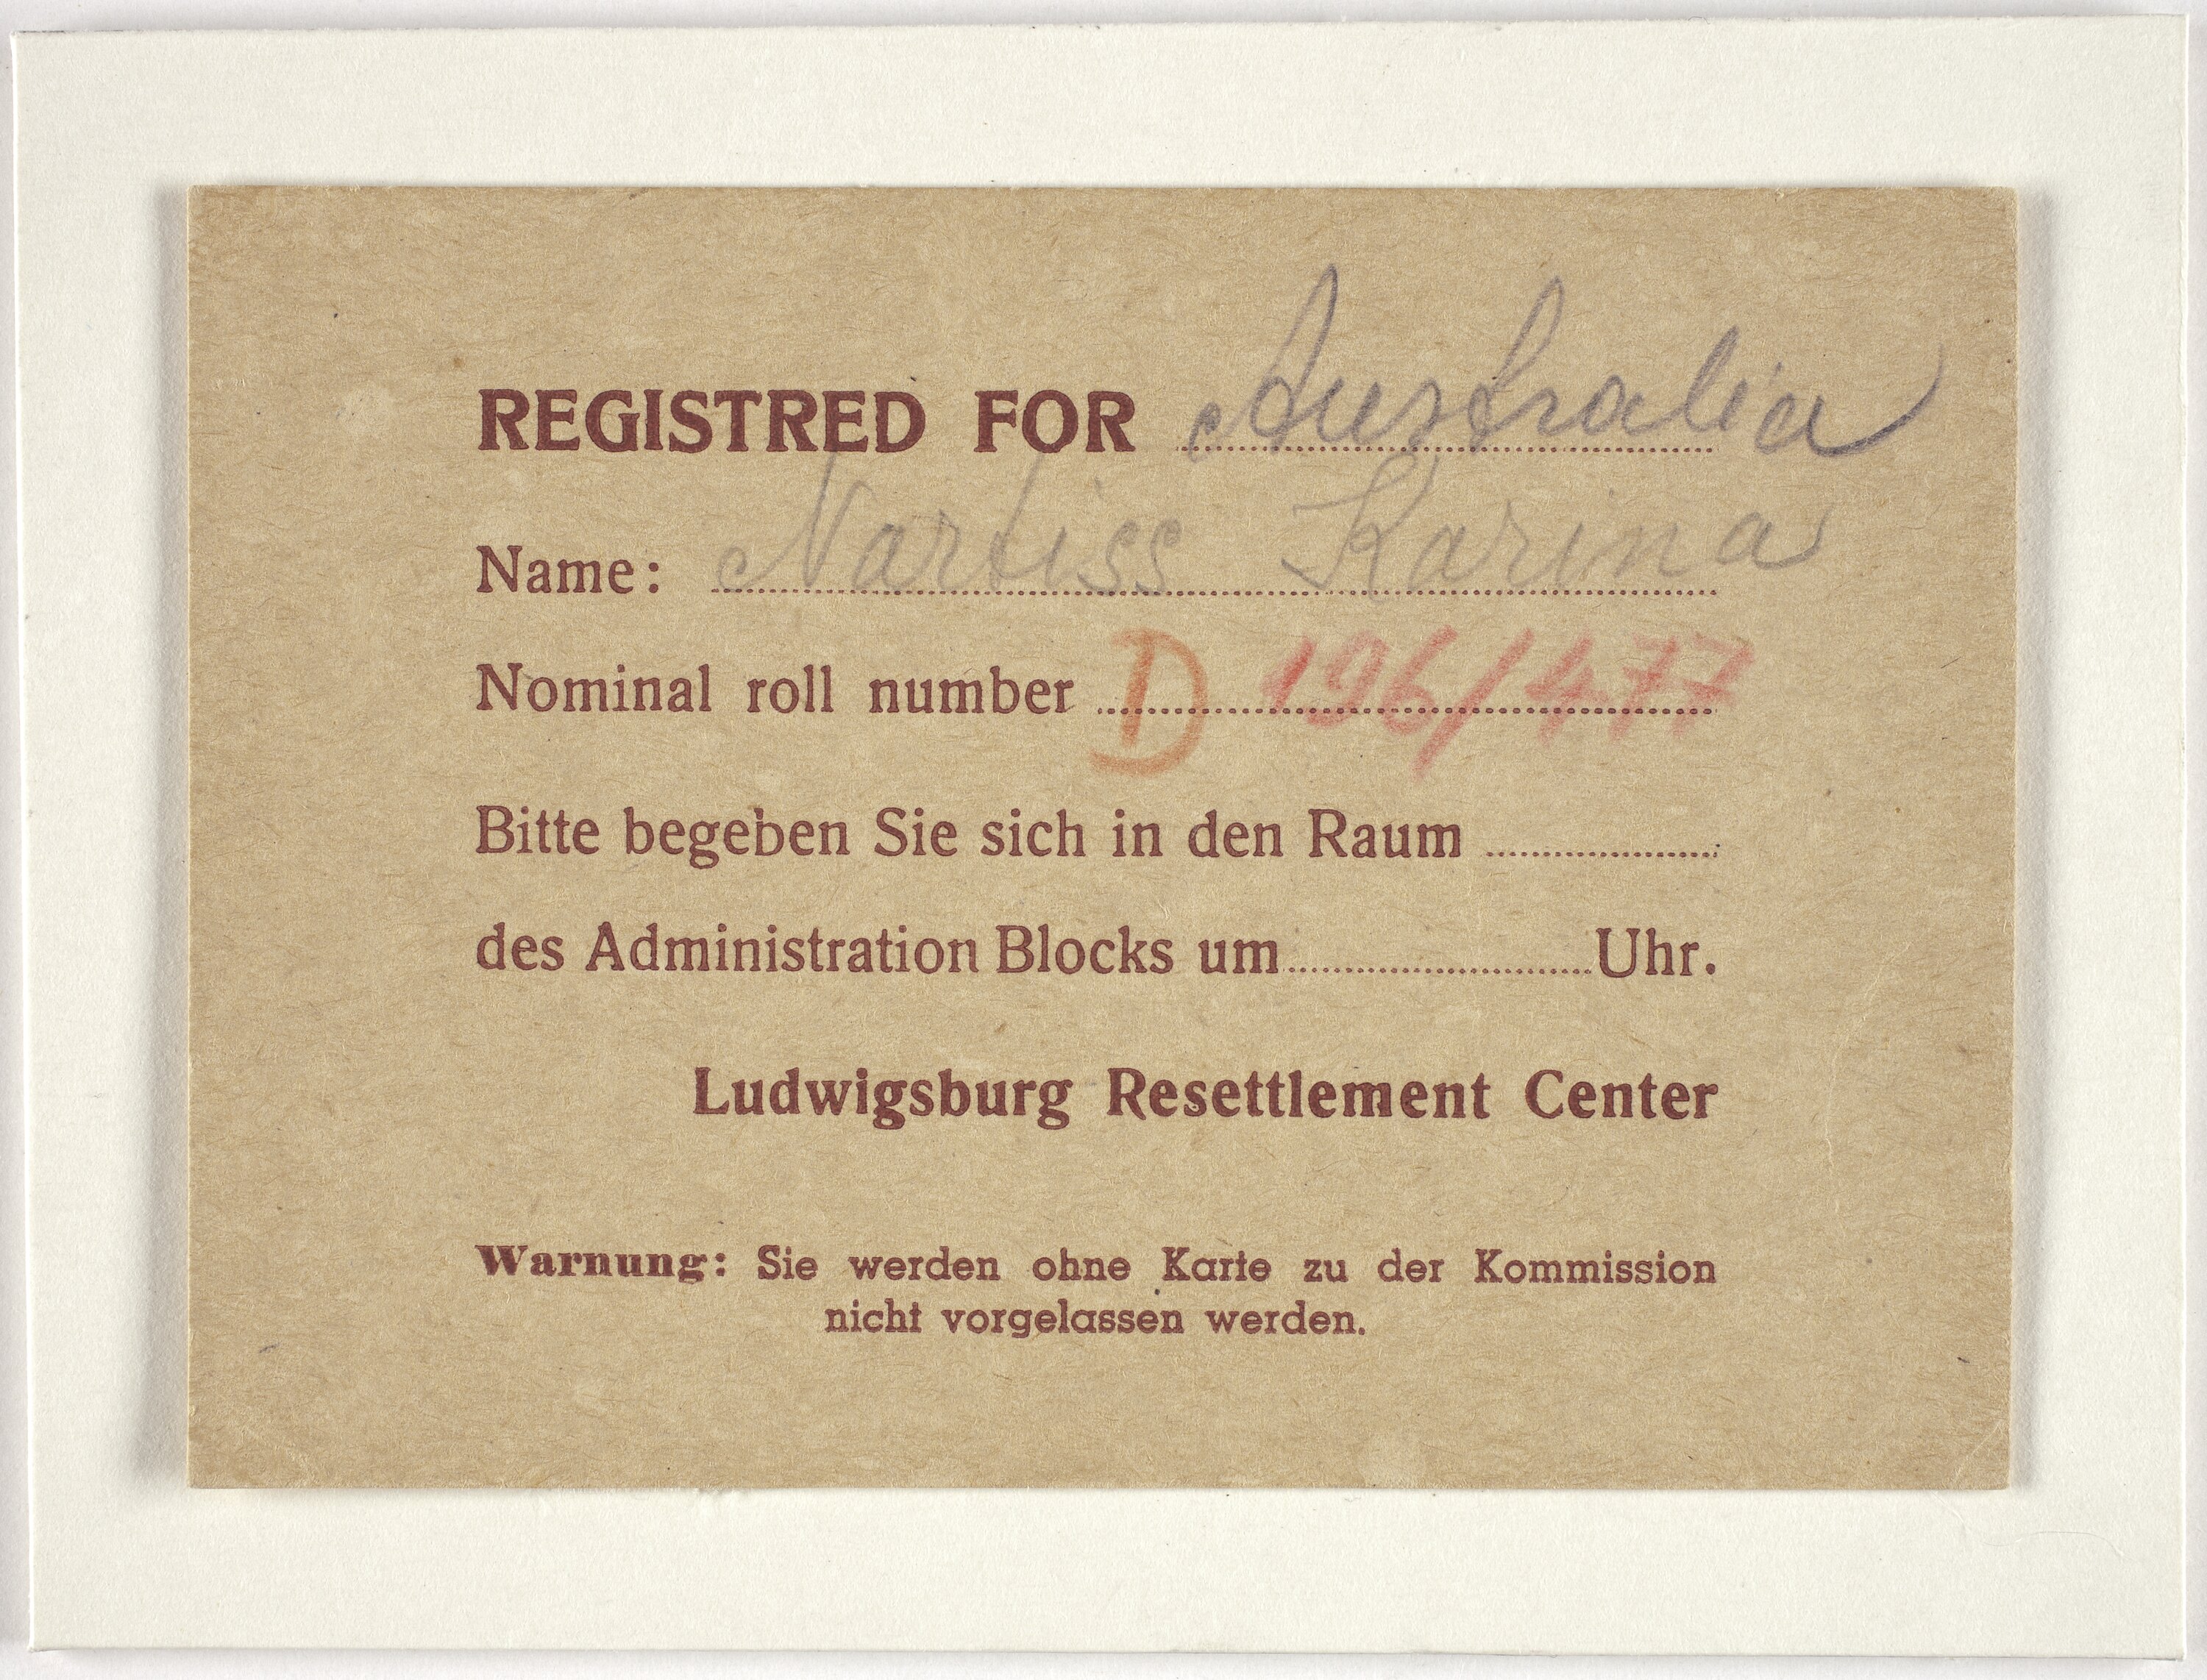 REGISTRED FOR Australia
Name: Nartiss Karina
Nominal roll number D 196/477
Bitte begeben Sie sich in den Raum
des Administration Blocks um Uhr.
Ludwigsburg Resettlement Center
Warnung: Sie werden ohne Karte zu der Kommission
nicht vorgelassen werden.